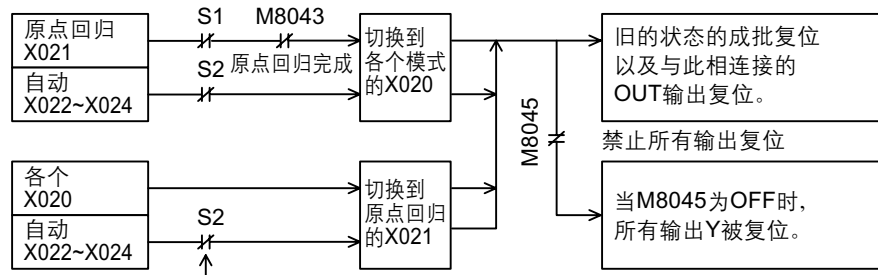 原点回归
X021
自动
X022~X024
S1
M8043
原点回归完成
S2
切换到
各个模式
的X020
旧的状态的成批复位
以及与此相连接的
OUT输出复位。
M8045
禁止所有输出复位
各个
X020
自动
X022~X024
S2
切换到
原点回归
的X021
当M8045为OFF时,
所有输出Y被复位。